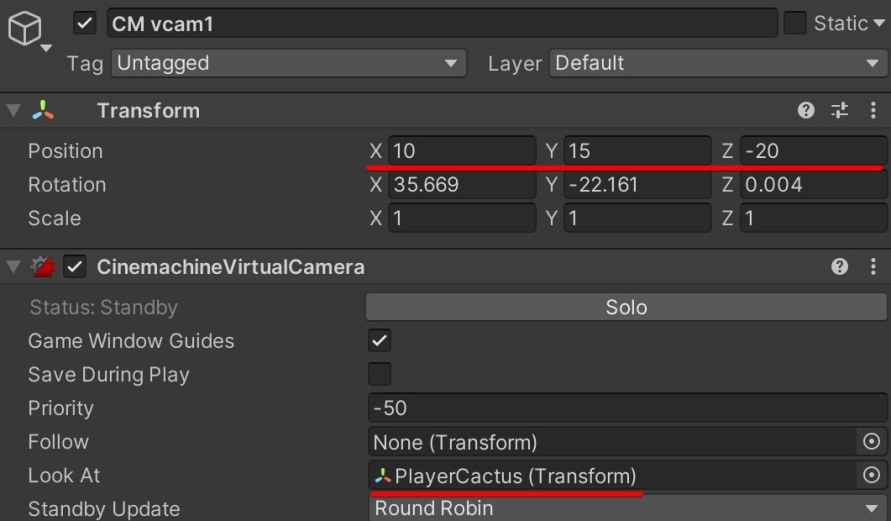 CM vcam1 Static
Tag Untagged Layer Default
Transform
Position X 10 Y 15 Z -20
Rotation X 35.669 Y -22.161 Z 0.004
Scale X 1 Y 1 Z 1
CinemachineVirtualCamera
Status: Standby Solo
Game Window Guides
Save During Play
Priority -50
Follow None (Transform)
Look At PlayerCactus (Transform)
Standby Update Round Robin